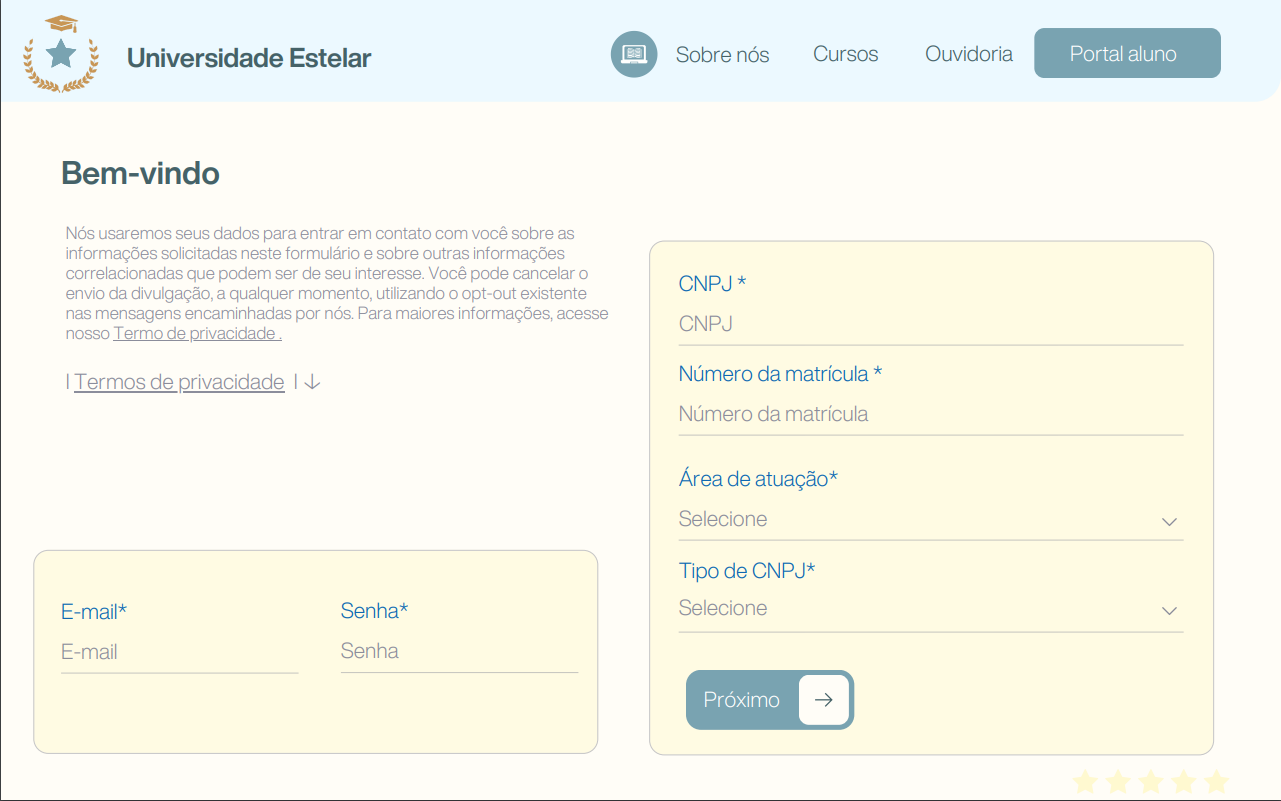 Universidade Estelar
Sobre nós
Cursos
Ouvidoria
Portal aluno
Bem-vindo
Nós usaremos seus dados para entrar em contato com você sobre as
informações solicitadas neste formulário e sobre outras informações
correlacionadas que podem ser de seu interesse. Você pode cancelar o
envio da divulgação, a qualquer momento, utilizando o opt-out existente
nas mensagens encaminhadas por nós. Para maiores informações, acesse
nosso Termo de privacidade .
| Termos de privacidade | ↓
E-mail*
E-mail
Senha*
Senha
CNPJ *
CNPJ
Número da matrícula *
Número da matrícula
Área de atuação*
Selecione
Tipo de CNPJ*
Selecione
Próximo →